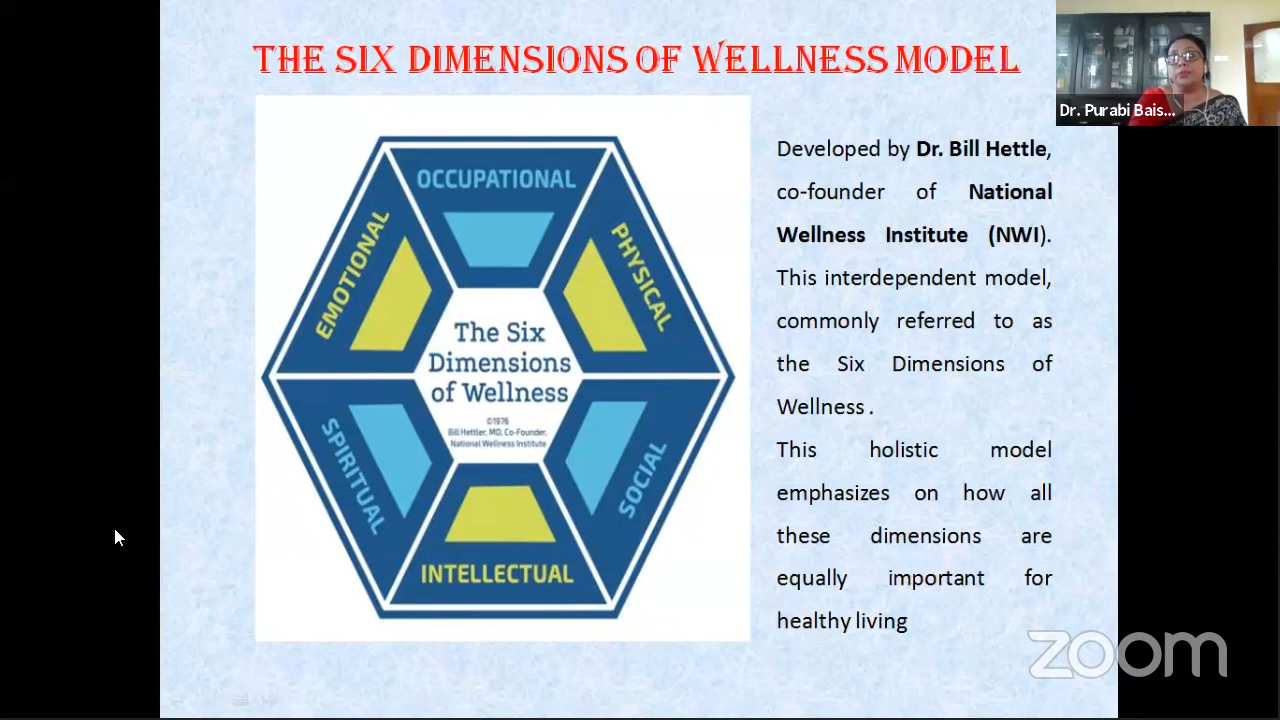 THE SIX DIMENSIONS OF WELLNESS MODEL
Dr. Purabi Bais...
OCCUPATIONAL
EMOTIONAL
PHYSICAL
The Six
Dimensions
of Wellness
©1976
Bill Hettler, MD, Co-Founder,
National Wellness Institute
SPIRITUAL
SOCIAL
INTELLECTUAL
Developed by Dr. Bill Hettle,
co-founder of National
Wellness Institute (NWI).
This interdependent model,
commonly referred to as
the Six Dimensions of
Wellness .
This holistic model
emphasizes on how all
these dimensions are
equally important for
healthy living
zoom